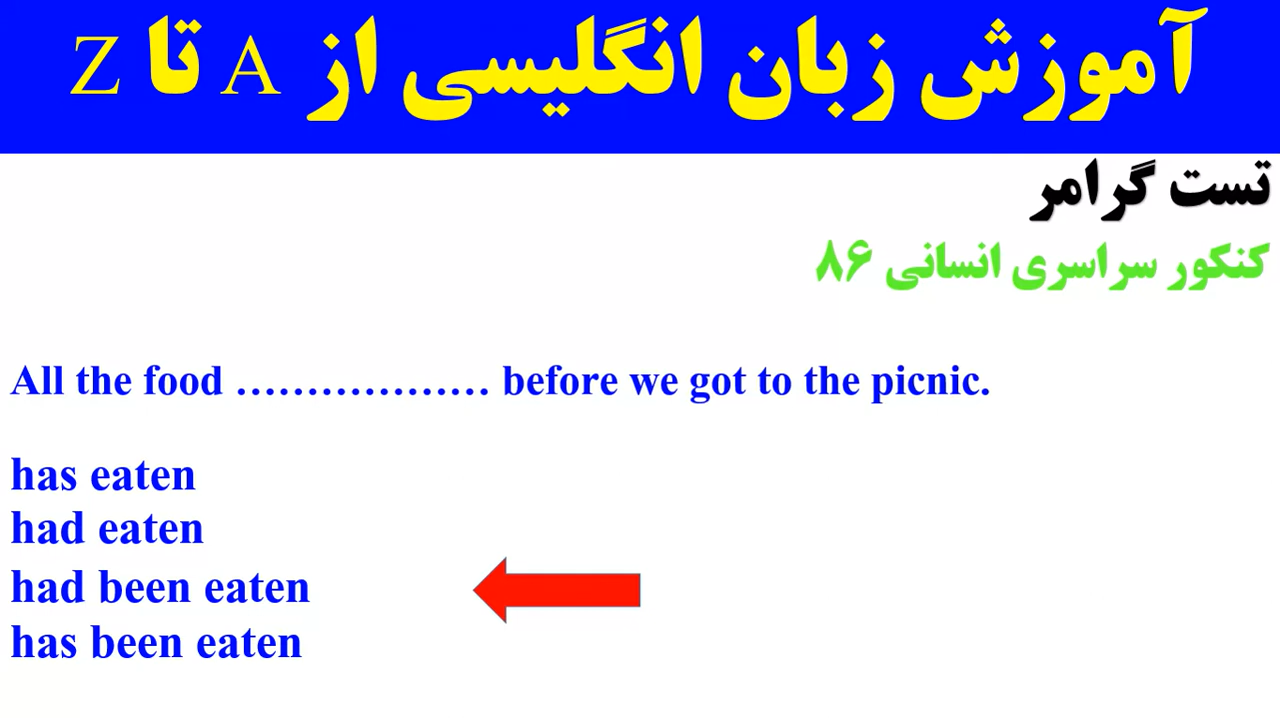 آموزش زبان انگلیسی از A تا Z
تست گرامر
کنکور سراسری انسانی ۸۶
All the food .................. before we got to the picnic.
has eaten
had eaten
had been eaten
has been eaten